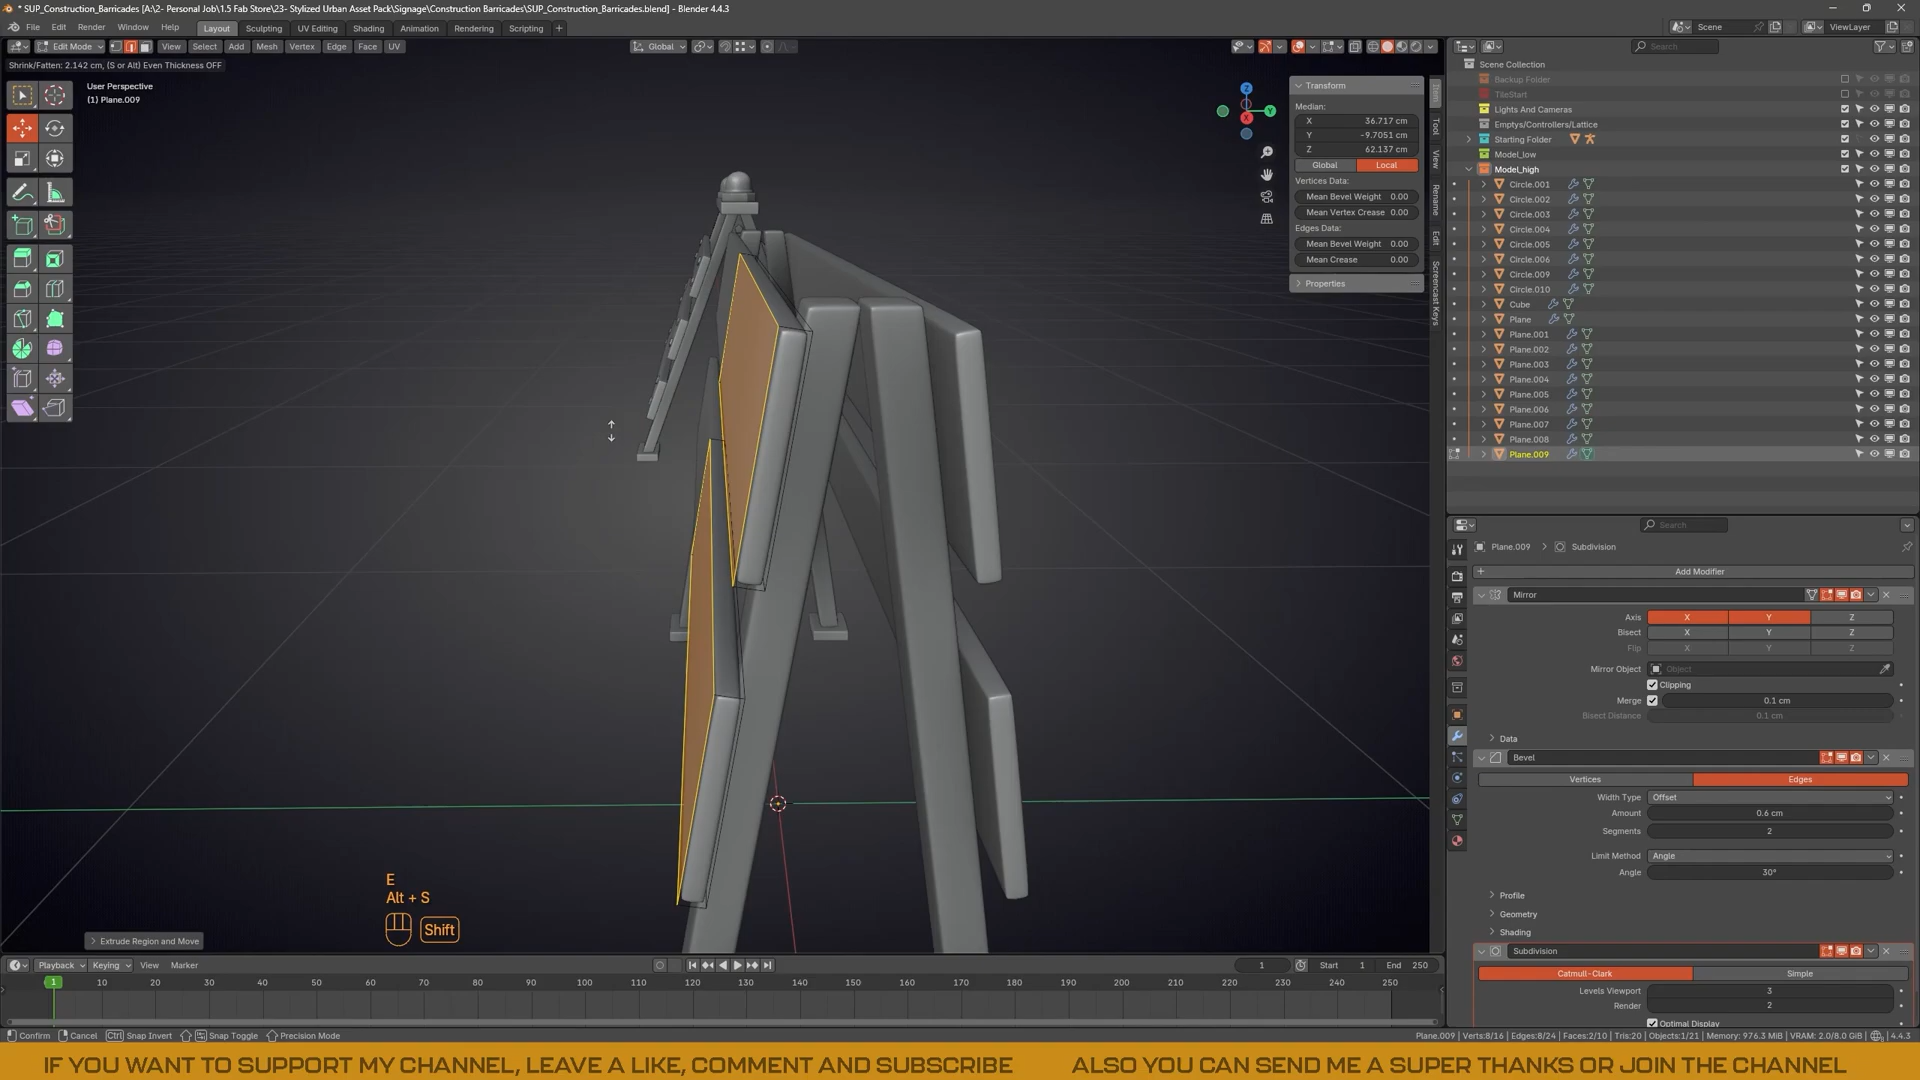 * SUP_Construction_Barricades [A:\2- Personal Job\1.5 Fab Store\23- Stylized Urban Asset Pack\Signage\Construction Barricades\SUP_Construction_Barricades.blend] - Blender 4.4.3
File Edit Render Window Help Layout Sculpting UV Editing Shading Animation Rendering Scripting +
Scene ViewLayer
Edit Mode View Select Add Mesh Vertex Edge Face UV Global
Search
Shrink/Fatten: 2.142 cm, (S or Alt) Even Thickness OFF
User Perspective
(1) Plane.009
Z
Y
X
Transform
Median:
X 36.717 cm
Y -9.7051 cm
Z 62.137 cm
Global Local
Vertices Data:
Mean Bevel Weight 0.00
Mean Vertex Crease 0.00
Edges Data:
Mean Bevel Weight 0.00
Mean Crease 0.00
Properties
Item
Tool
View
Rename
Edit
Screencast Keys
Scene Collection
Backup Folder
TileStart
Lights And Cameras
Emptys/Controllers/Lattice
Starting Folder
Model_low
Model_high
Circle.001
Circle.002
Circle.003
Circle.004
Circle.005
Circle.006
Circle.009
Circle.010
Cube
Plane
Plane.001
Plane.002
Plane.003
Plane.004
Plane.005
Plane.006
Plane.007
Plane.008
Plane.009
Search
Plane.009 Subdivision
Add Modifier
Mirror
Axis X Y Z
Bisect X Y Z
Flip X Y Z
Mirror Object Object
Clipping
Merge 0.1 cm
Bisect Distance 0.1 cm
Data
Bevel
Vertices Edges
Width Type Offset
Amount 0.6 cm
Segments 2
Limit Method Angle
Angle 30°
Profile
Geometry
Shading
Subdivision
Catmull-Clark Simple
Levels Viewport 3
Render 2
Optimal Display
E
Alt + S
Shift
Extrude Region and Move
Playback Keying View Marker
1 Start 1 End 250
1 10 20 30 40 50 60 70 80 90 100 110 120 130 140 150 160 170 180 190 200 210 220 230 240 250
Confirm Cancel Ctrl Snap Invert Snap Toggle Precision Mode
Plane.009 | Verts:8/16 | Edges:8/24 | Faces:2/10 | Tris:20 | Objects:1/21 | Memory: 976.3 MiB | VRAM: 2.0/8.0 GiB 4.4.3
IF YOU WANT TO SUPPORT MY CHANNEL, LEAVE A LIKE, COMMENT AND SUBSCRIBE ALSO YOU CAN SEND ME A SUPER THANKS OR JOIN THE CHANNEL